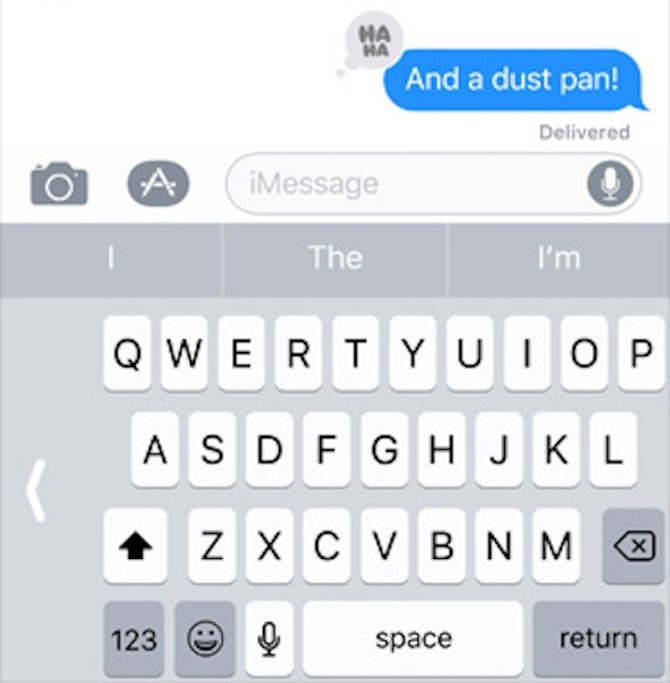 HA
HA
And a dust pan!
Delivered
iMessage
I The I'm
Q W E R T Y U I O P
A S D F G H J K L
Z X C V B N M
123 space return